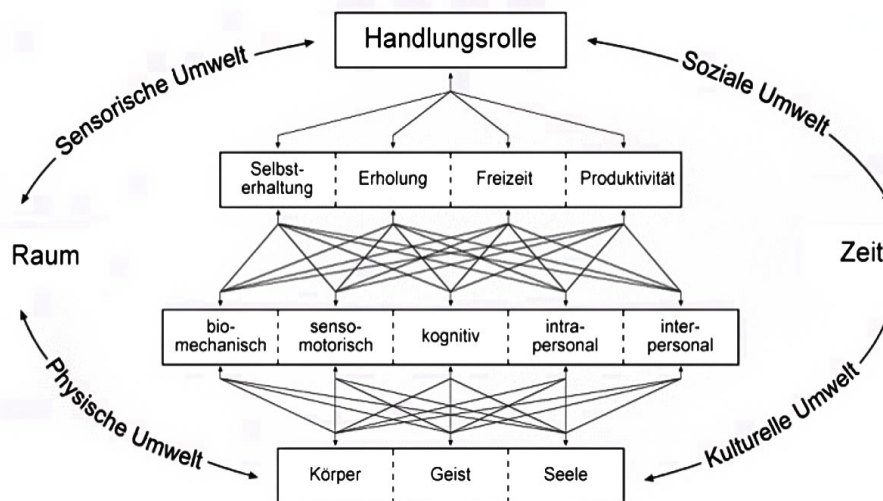 Handlungsrolle
Sensorische Umwelt
Soziale Umwelt
Selbst-
erhaltung
Erholung
Freizeit
Produktivität
Raum
Zeit
bio-
mechanisch
senso-
motorisch
kognitiv
intra-
personal
inter-
personal
Physische Umwelt
Kulturelle Umwelt
Körper
Geist
Seele